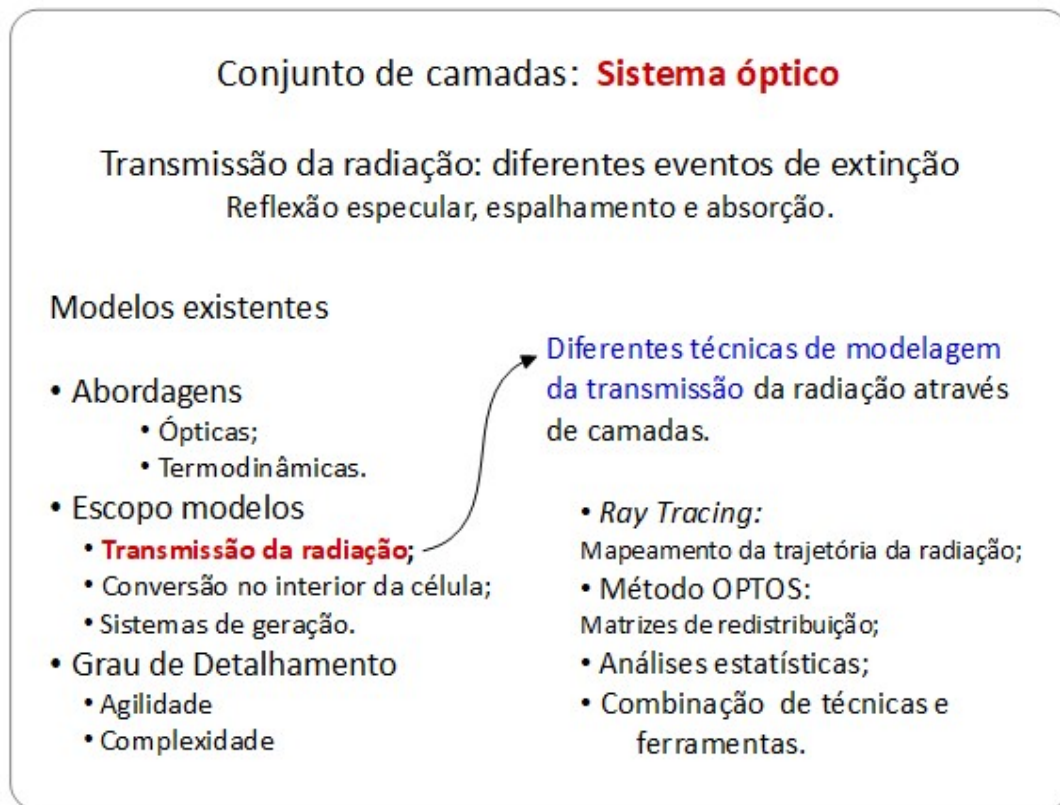 Conjunto de camadas: Sistema óptico
Transmissão da radiação: diferentes eventos de extinção
Reflexão especular, espalhamento e absorção.
Modelos existentes
• Abordagens
• Ópticas;
• Termodinâmicas.
• Escopo modelos
• Transmissão da radiação;
• Conversão no interior da célula;
• Sistemas de geração.
• Grau de Detalhamento
• Agilidade
• Complexidade
Diferentes técnicas de modelagem
da transmissão da radiação através
de camadas.
• Ray Tracing:
Mapeamento da trajetória da radiação;
• Método OPTOS:
Matrizes de redistribuição;
• Análises estatísticas;
• Combinação de técnicas e
ferramentas.